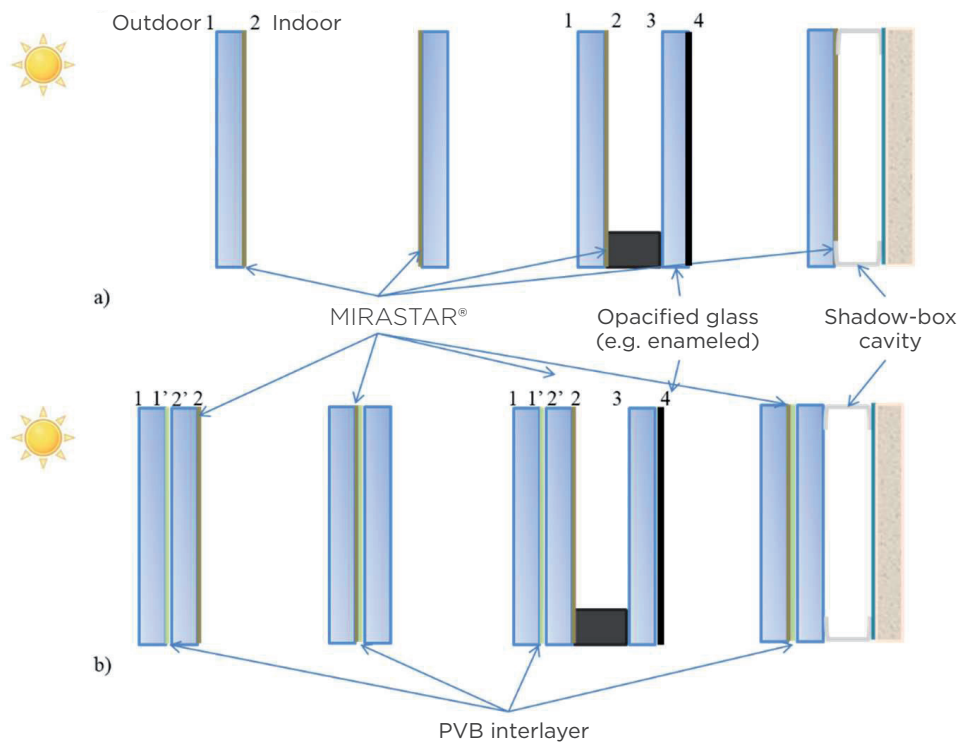 Outdoor 1 2 Indoor
1 2 3 4
a)
MIRASTAR®
Opacified glass
(e.g. enameled)
Shadow-box
cavity
1 1’ 2’ 2
1 1’ 2’ 2 3 4
b)
PVB interlayer